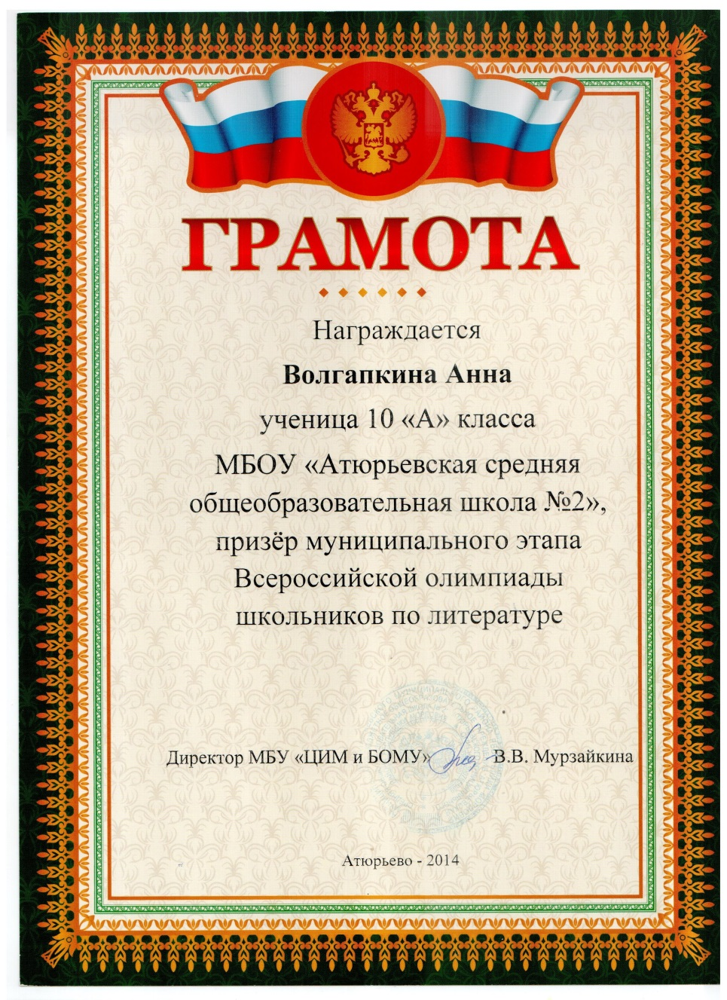 ГРАМОТА
Награждается
Волгапкина Анна
ученица 10 «А» класса
МБОУ «Атюрьевская средняя
общеобразовательная школа №2»,
призёр муниципального этапа
Всероссийской олимпиады
школьников по литературе
Директор МБУ «ЦИМ и БОМУ» В.В. Мурзайкина
Атюрьево - 2014